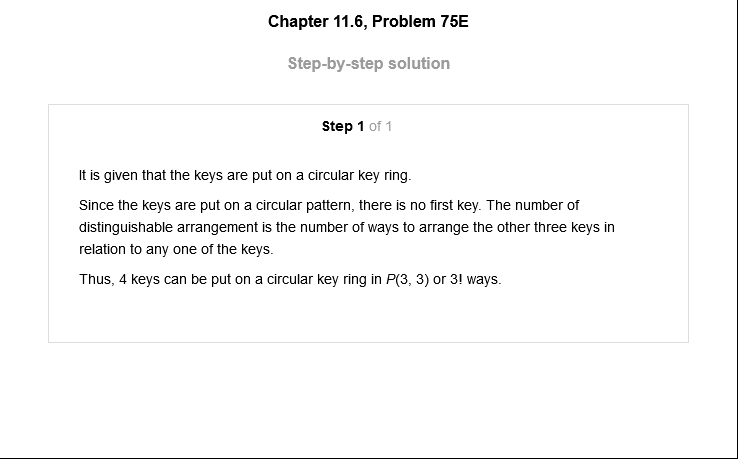 Chapter 11.6, Problem 75E
Step-by-step solution
Step 1 of 1
It is given that the keys are put on a circular key ring.
Since the keys are put on a circular pattern, there is no first key. The number of
distinguishable arrangement is the number of ways to arrange the other three keys in
relation to any one of the keys.
Thus, 4 keys can be put on a circular key ring in P(3, 3) or 3! ways.